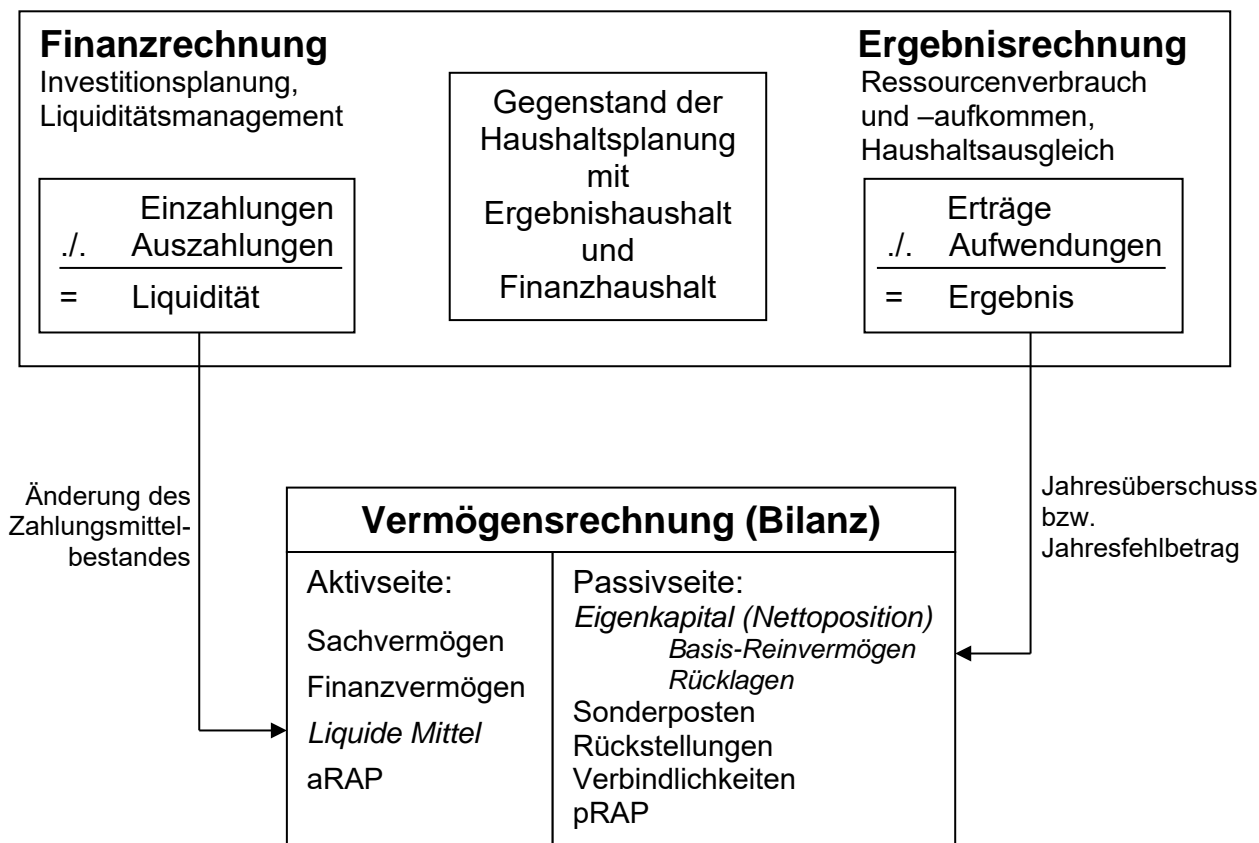 Finanzrechnung
Investitionsplanung,
Liquiditätsmanagement
Einzahlungen
./. Auszahlungen
= Liquidität
Gegenstand der
Haushaltsplanung
mit
Ergebnishaushalt
und
Finanzhaushalt
Ergebnisrechnung
Ressourcenverbrauch
und –aufkommen,
Haushaltsausgleich
Erträge
./. Aufwendungen
= Ergebnis
Änderung des
Zahlungsmittel-
bestandes
Vermögensrechnung (Bilanz)
Aktivseite:
Sachvermögen
Finanzvermögen
Liquide Mittel
aRAP
Passivseite:
Eigenkapital (Nettoposition)
Basis-Reinvermögen
Rücklagen
Sonderposten
Rückstellungen
Verbindlichkeiten
pRAP
Jahresüberschuss
bzw.
Jahresfehlbetrag